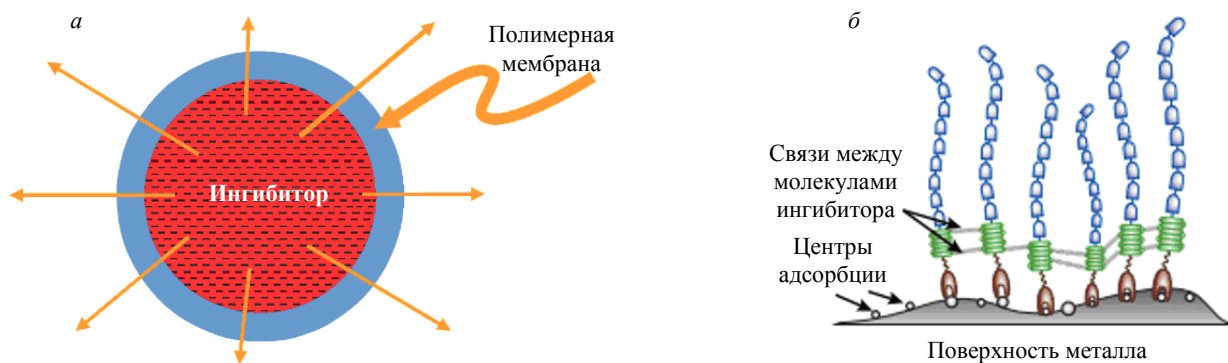 а
Полимерная
мембрана
Ингибитор
б
Связи между
молекулами
ингибитора
Центры
адсорбции
Поверхность металла